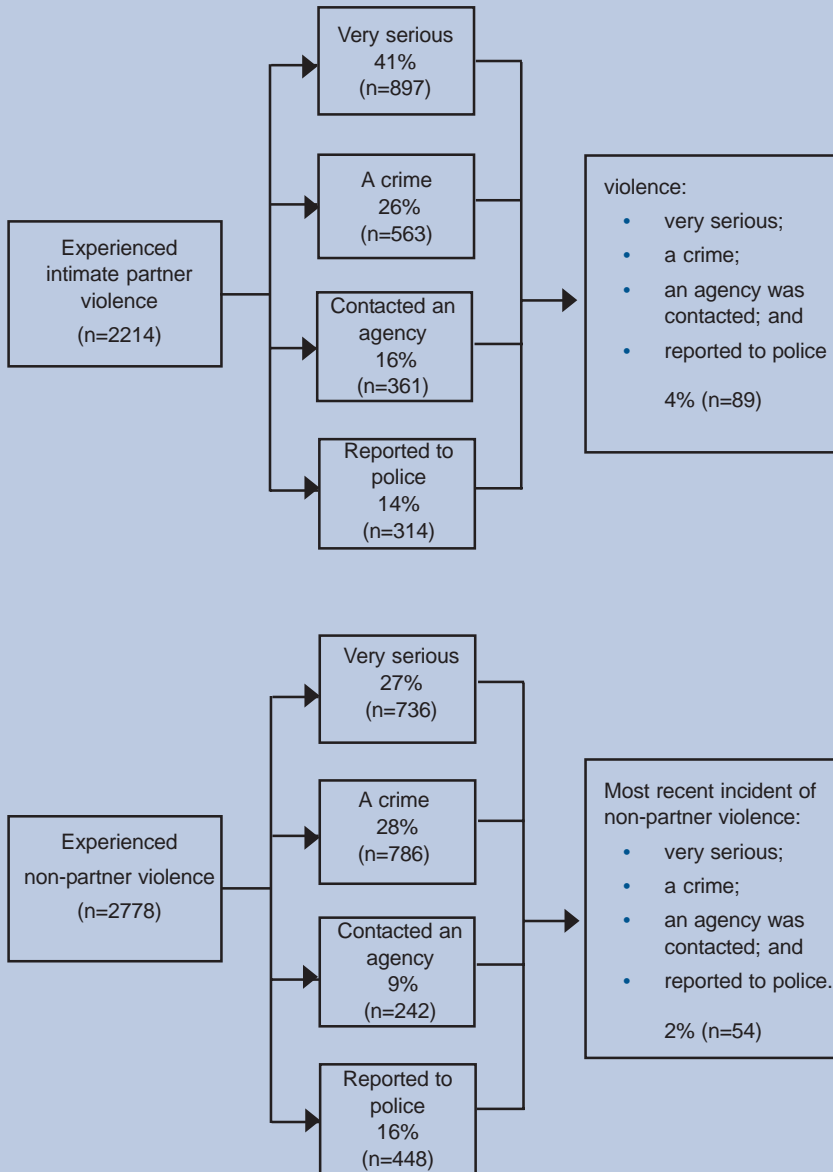 Very serious
41%
(n=897)
A crime
26%
(n=563)
Experienced
intimate partner
violence
(n=2214)
Contacted an
agency
16%
(n=361)
Reported to
police
14%
(n=314)
violence:
• very serious;
• a crime;
• an agency was
contacted; and
• reported to police
4% (n=89)
Very serious
27%
(n=736)
A crime
28%
(n=786)
Experienced
non-partner violence
(n=2778)
Contacted an
agency
9%
(n=242)
Reported to
police
16%
(n=448)
Most recent incident of
non-partner violence:
• very serious;
• a crime;
• an agency was
contacted; and
• reported to police.
2% (n=54)